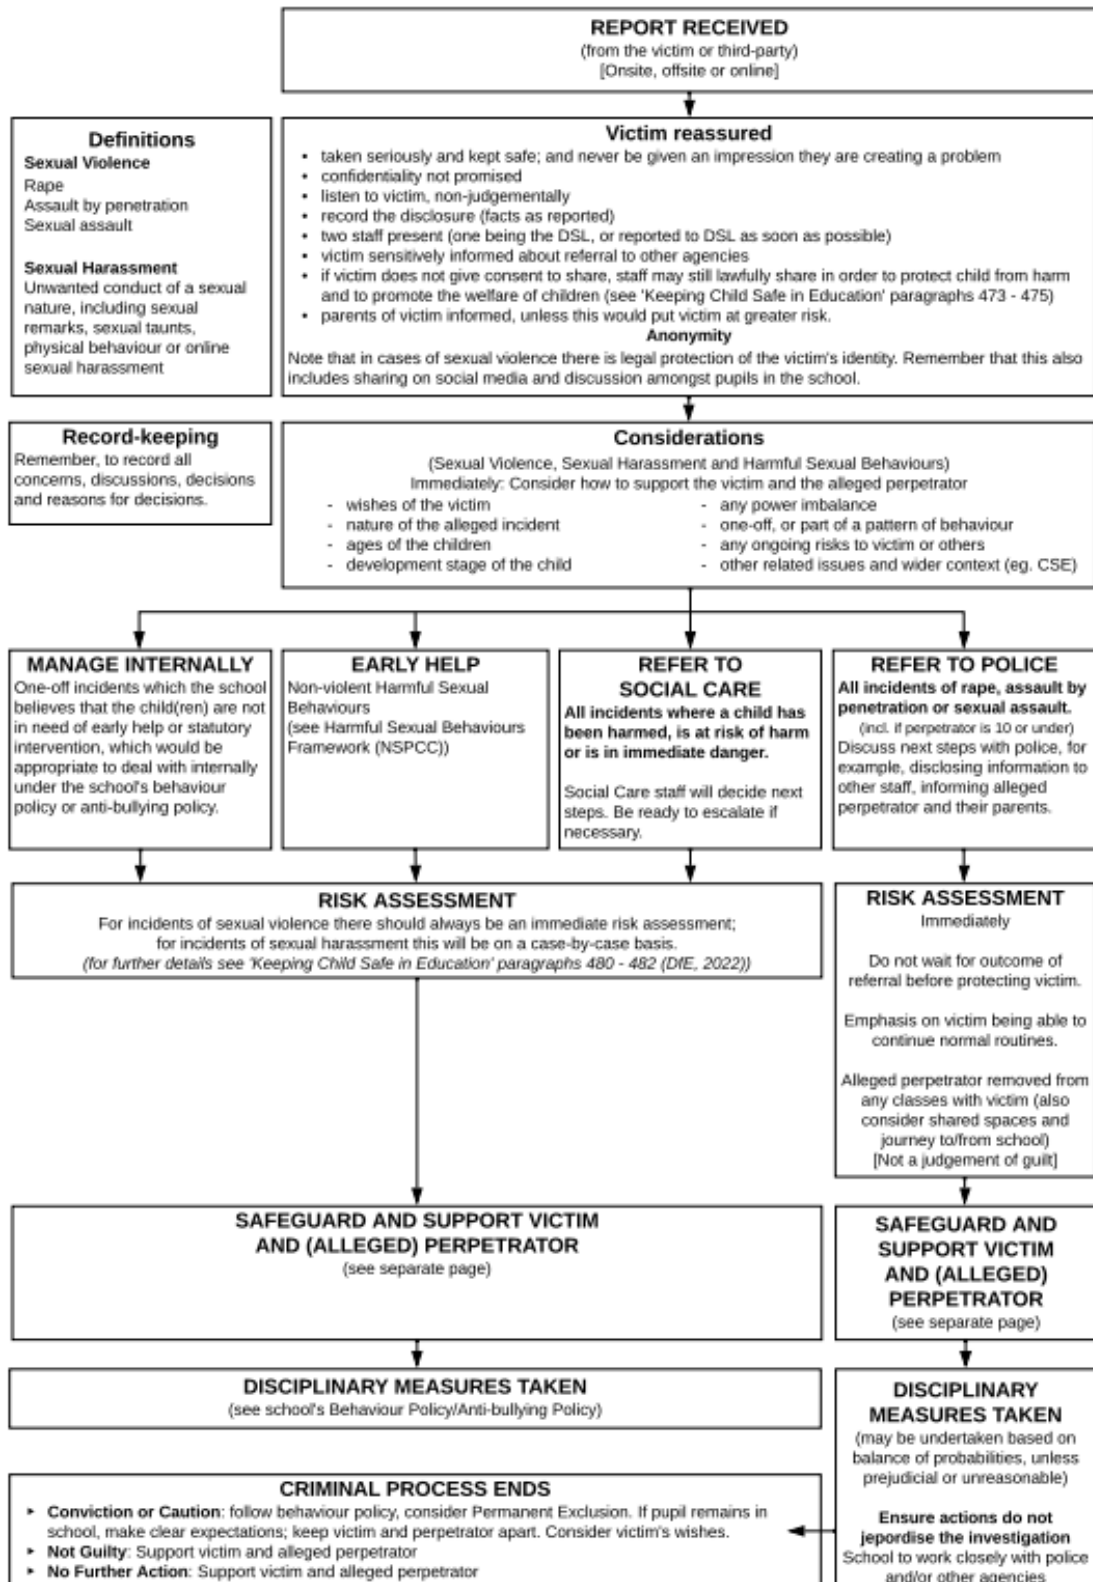 REPORT RECEIVED
(from the victim or third-party)
[Onsite, offsite or online]
Definitions
Sexual Violence
Rape
Assault by penetration
Sexual assault
Sexual Harassment
Unwanted conduct of a sexual
nature, including sexual
remarks, sexual taunts,
physical behaviour or online
sexual harassment
Victim reassured
• taken seriously and kept safe; and never be given an impression they are creating a problem
• confidentiality not promised
• listen to victim, non-judgementally
• record the disclosure (facts as reported)
• two staff present (one being the DSL, or reported to DSL as soon as possible)
• victim sensitively informed about referral to other agencies
• if victim does not give consent to share, staff may still lawfully share in order to protect child from harm
and to promote the welfare of children (see 'Keeping Child Safe in Education' paragraphs 473 - 475)
• parents of victim informed, unless this would put victim at greater risk.
Anonymity
Note that in cases of sexual violence there is legal protection of the victim's identity. Remember that this also
includes sharing on social media and discussion amongst pupils in the school.
Record-keeping
Remember, to record all
concerns, discussions, decisions
and reasons for decisions.
Considerations
(Sexual Violence, Sexual Harassment and Harmful Sexual Behaviours)
Immediately: Consider how to support the victim and the alleged perpetrator
- wishes of the victim
- nature of the alleged incident
- ages of the children
- development stage of the child
- any power imbalance
- one-off, or part of a pattern of behaviour
- any ongoing risks to victim or others
- other related issues and wider context (eg. CSE)
MANAGE INTERNALLY
One-off incidents which the school
believes that the child(ren) are not
in need of early help or statutory
intervention, which would be
appropriate to deal with internally
under the school's behaviour
policy or anti-bullying policy.
EARLY HELP
Non-violent Harmful Sexual
Behaviours
(see Harmful Sexual Behaviours
Framework (NSPCC))
REFER TO
SOCIAL CARE
All incidents where a child has
been harmed, is at risk of harm
or is in immediate danger.
Social Care staff will decide next
steps. Be ready to escalate if
necessary.
REFER TO POLICE
All incidents of rape, assault by
penetration or sexual assault.
(incl. if perpetrator is 10 or under)
Discuss next steps with police, for
example, disclosing information to
other staff, informing alleged
perpetrator and their parents.
RISK ASSESSMENT
For incidents of sexual violence there should always be an immediate risk assessment;
for incidents of sexual harassment this will be on a case-by-case basis.
(for further details see 'Keeping Child Safe in Education' paragraphs 480 - 482 (DfE, 2022))
RISK ASSESSMENT
Immediately
Do not wait for outcome of
referral before protecting victim.
Emphasis on victim being able to
continue normal routines.
Alleged perpetrator removed from
any classes with victim (also
consider shared spaces and
journey to/from school)
[Not a judgement of guilt]
SAFEGUARD AND SUPPORT VICTIM
AND (ALLEGED) PERPETRATOR
(see separate page)
SAFEGUARD AND
SUPPORT VICTIM
AND (ALLEGED)
PERPETRATOR
(see separate page)
DISCIPLINARY MEASURES TAKEN
(see school's Behaviour Policy/Anti-bullying Policy)
DISCIPLINARY
MEASURES TAKEN
(may be undertaken based on
balance of probabilities, unless
prejudicial or unreasonable)
Ensure actions do not
jepordise the investigation
School to work closely with police
and/or other agencies
CRIMINAL PROCESS ENDS
► Conviction or Caution: follow behaviour policy, consider Permanent Exclusion. If pupil remains in
school, make clear expectations; keep victim and perpetrator apart. Consider victim's wishes.
► Not Guilty: Support victim and alleged perpetrator
► No Further Action: Support victim and alleged perpetrator